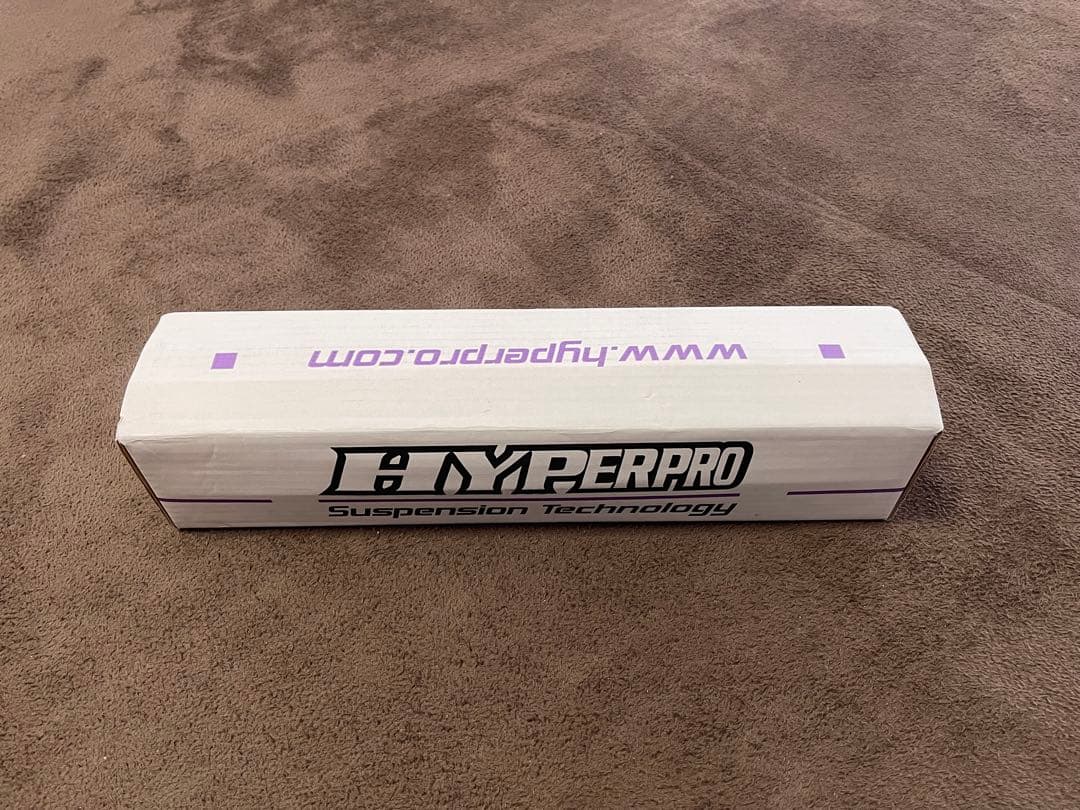 www.hyperpro.com
HYPERPRO
Suspension Technology